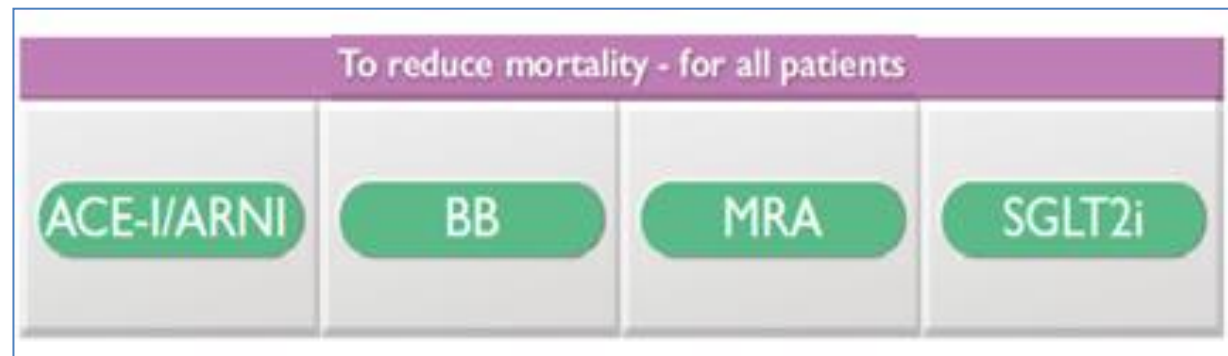 To reduce mortality - for all patients
ACE-I/ARNI BB MRA SGLT2i